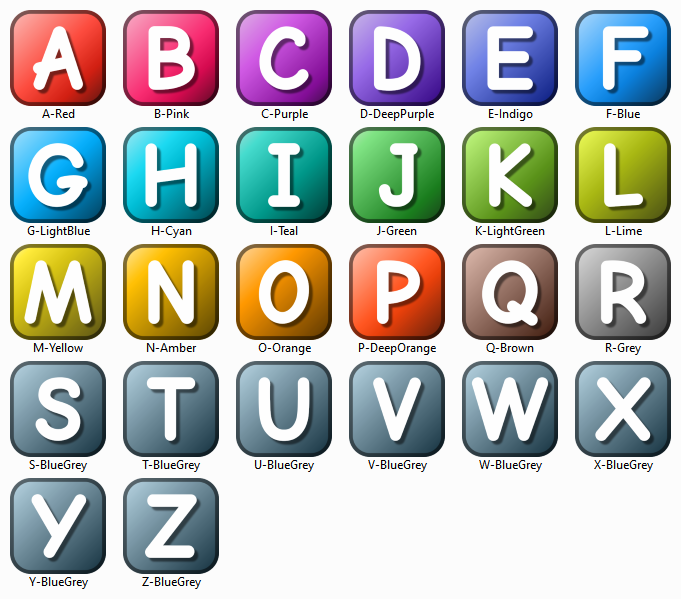 A B C D E F
A-Red B-Pink C-Purple D-DeepPurple E-Indigo F-Blue
G H I J K L
G-LightBlue H-Cyan I-Teal J-Green K-LightGreen L-Lime
M N O P Q R
M-Yellow N-Amber O-Orange P-DeepOrange Q-Brown R-Grey
S T U V W X
S-BlueGrey T-BlueGrey U-BlueGrey V-BlueGrey W-BlueGrey X-BlueGrey
Y Z
Y-BlueGrey Z-BlueGrey